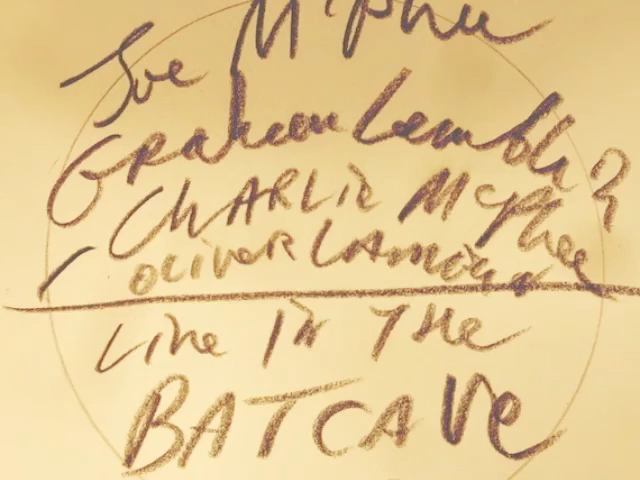 Joe McPhee
Graham Lambkin
CHARLIE McPhee
OLIVER LAMBKIN
Live IN THE
BATCAVe